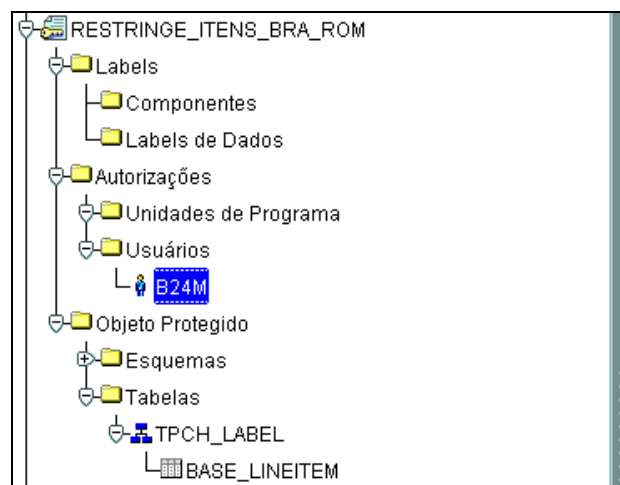 RESTRINGE_ITENS_BRA_ROM
Labels
Componentes
Labels de Dados
Autorizações
Unidades de Programa
Usuários
B24M
Objeto Protegido
Esquemas
Tabelas
TPCH_LABEL
BASE_LINEITEM